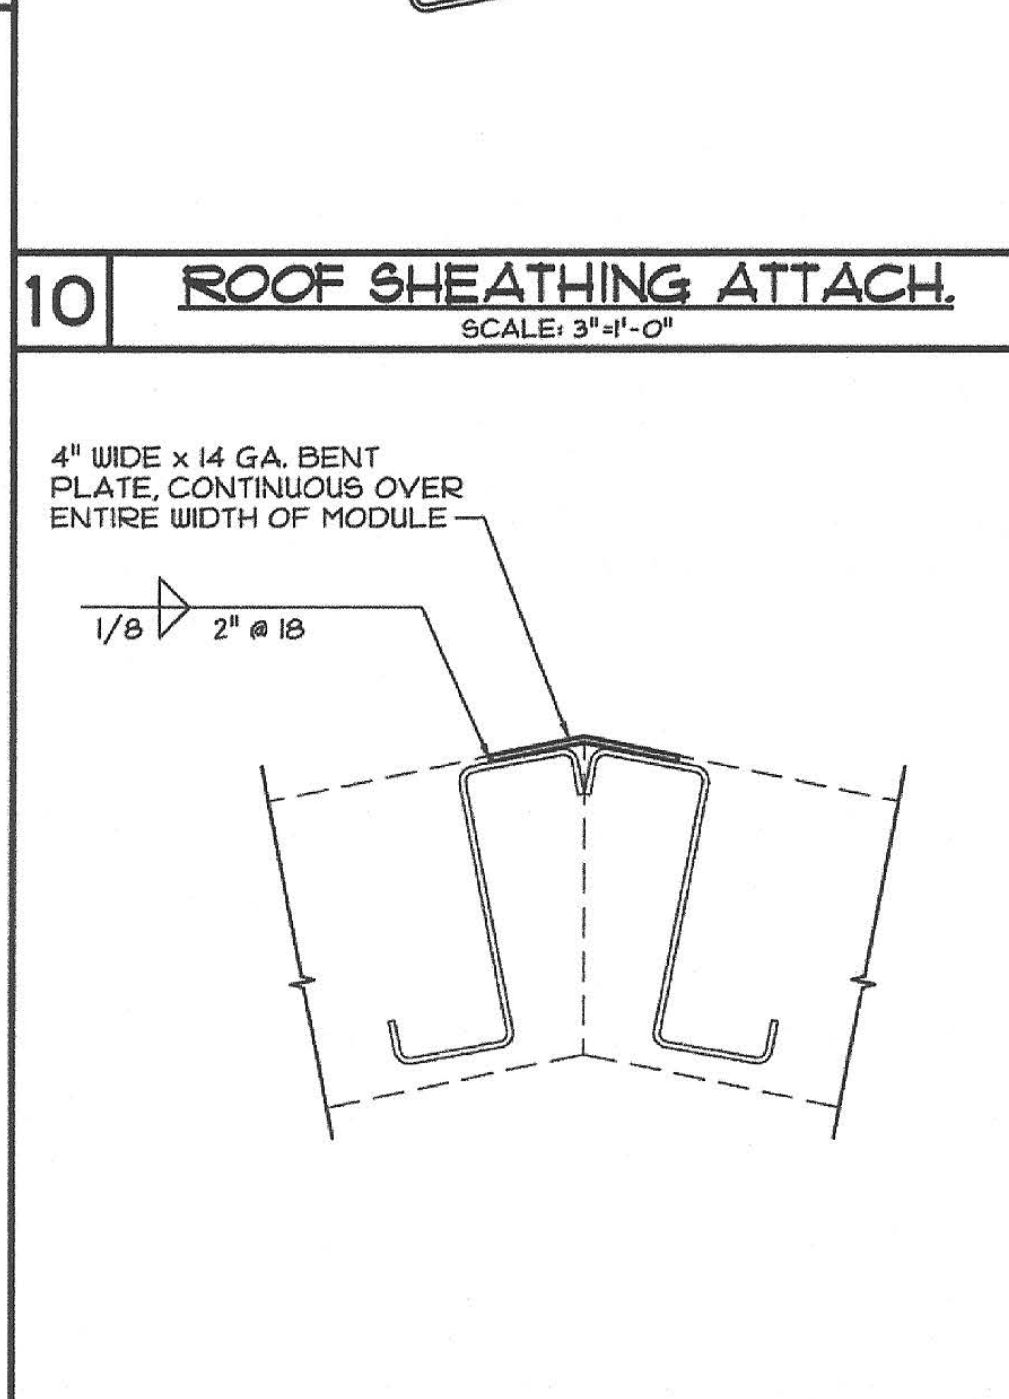 10
ROOF SHEATHING ATTACH.
SCALE: 3"=1'-0"
4" WIDE x 14 GA. BENT
PLATE, CONTINUOUS OVER
ENTIRE WIDTH OF MODULE
1/8 2" @ 18